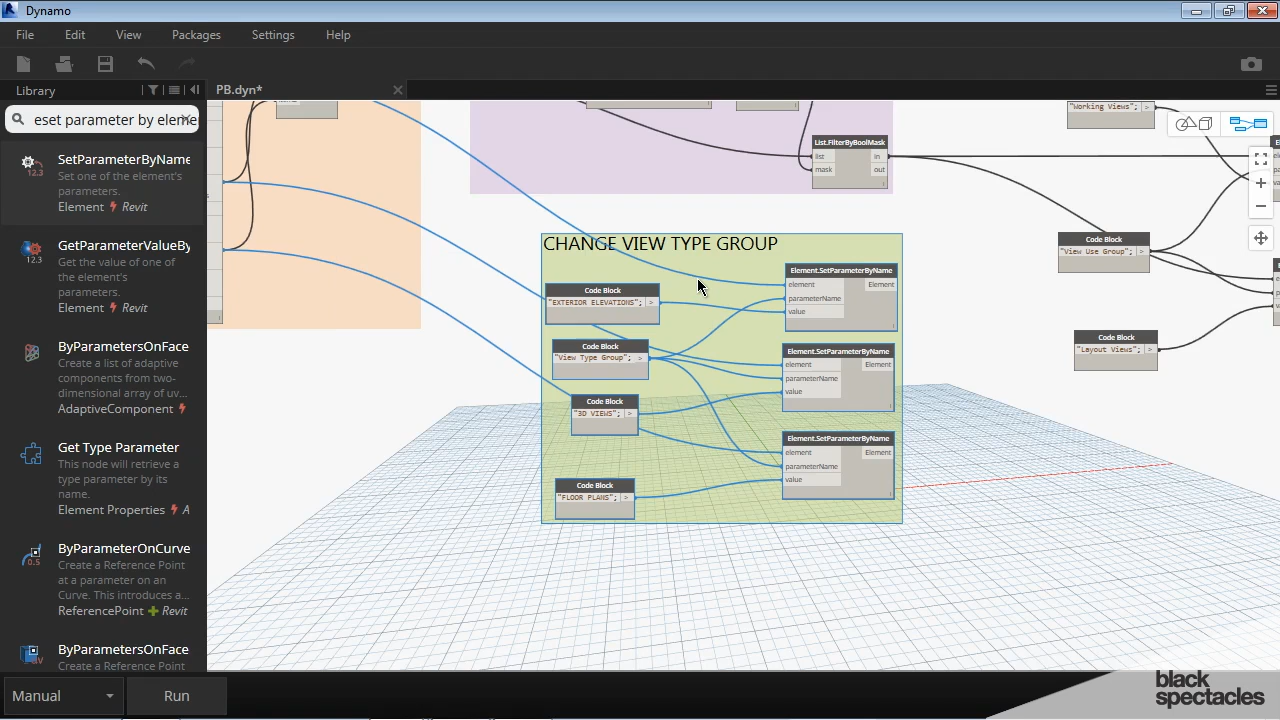 Dynamo
File Edit View Packages Settings Help
Library
PB.dyn*
eset parameter by eleme
SetParameterByName
Set one of the element's
parameters.
Element Revit
GetParameterValueBy
Get the value of one of
the element's
parameters.
Element Revit
ByParametersOnFace
Create a list of adaptive
components from two-
dimensional array of uv...
AdaptiveComponent
Get Type Parameter
This node will retrieve a
type parameter by its
name.
Element Properties A
ByParameterOnCurve
Create a Reference Point
at a parameter on an
Curve. This introduces a...
ReferencePoint Revit
ByParametersOnFace
Create a Reference Point
List.FilterByBoolMask
list in
mask out
"Working Views"; >
Code Block
"View Use Group"; >
Code Block
"Layout Views"; >
CHANGE VIEW TYPE GROUP
Code Block
"EXTERIOR ELEVATIONS"; >
Code Block
"View Type Group"; >
Code Block
"3D VIEWS"; >
Code Block
"FLOOR PLANS"; >
Element.SetParameterByName
element Element
parameterName
value
Element.SetParameterByName
element Element
parameterName
value
Element.SetParameterByName
element Element
parameterName
value
Manual Run
black
spectacles